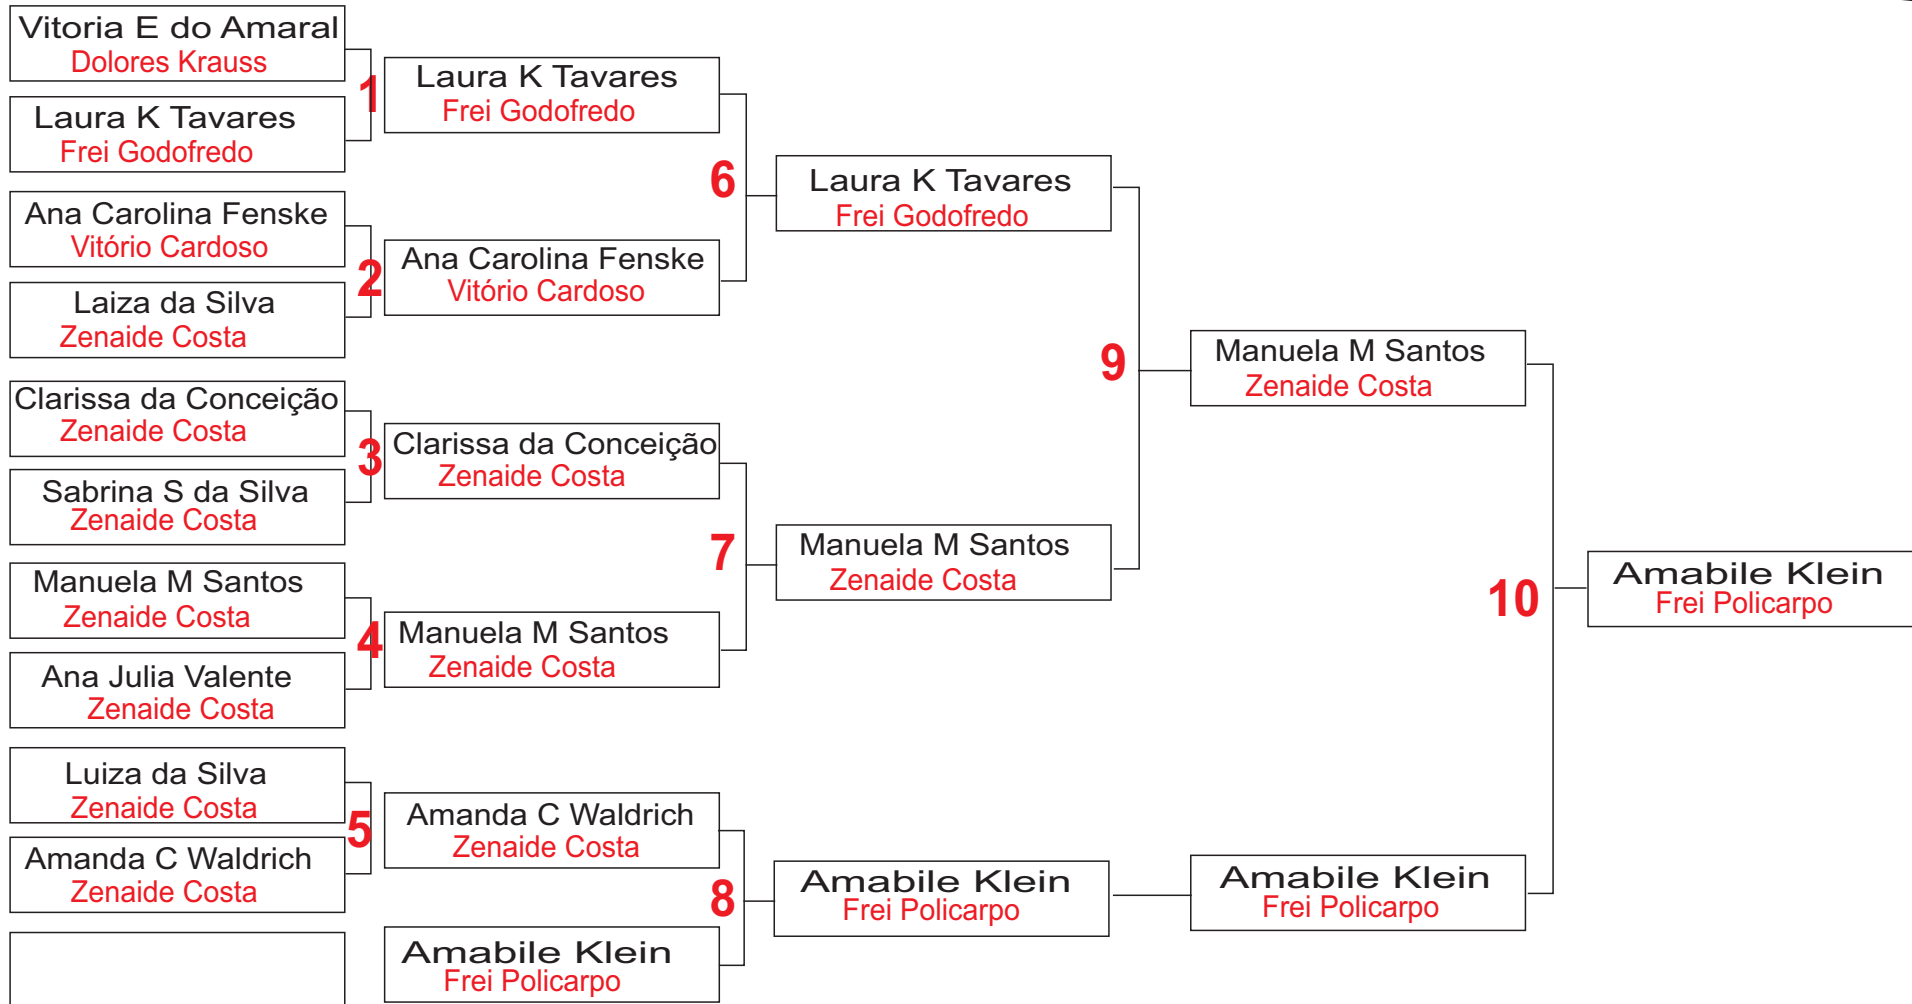 Vitoria E do Amaral
Dolores Krauss
1
Laura K Tavares
Frei Godofredo
Ana Carolina Fenske
Vitório Cardoso
2
Laiza da Silva
Zenaide Costa
Clarissa da Conceição
Zenaide Costa
3
Sabrina S da Silva
Zenaide Costa
Manuela M Santos
Zenaide Costa
4
Ana Julia Valente
Zenaide Costa
Luiza da Silva
Zenaide Costa
5
Amanda C Waldrich
Zenaide Costa
Laura K Tavares
Frei Godofredo
6
Ana Carolina Fenske
Vitório Cardoso
Clarissa da Conceição
Zenaide Costa
7
Manuela M Santos
Zenaide Costa
Amanda C Waldrich
Zenaide Costa
8
Amabile Klein
Frei Policarpo
Laura K Tavares
Frei Godofredo
9
Manuela M Santos
Zenaide Costa
Amabile Klein
Frei Policarpo
Manuela M Santos
Zenaide Costa
10
Amabile Klein
Frei Policarpo
Amabile Klein
Frei Policarpo